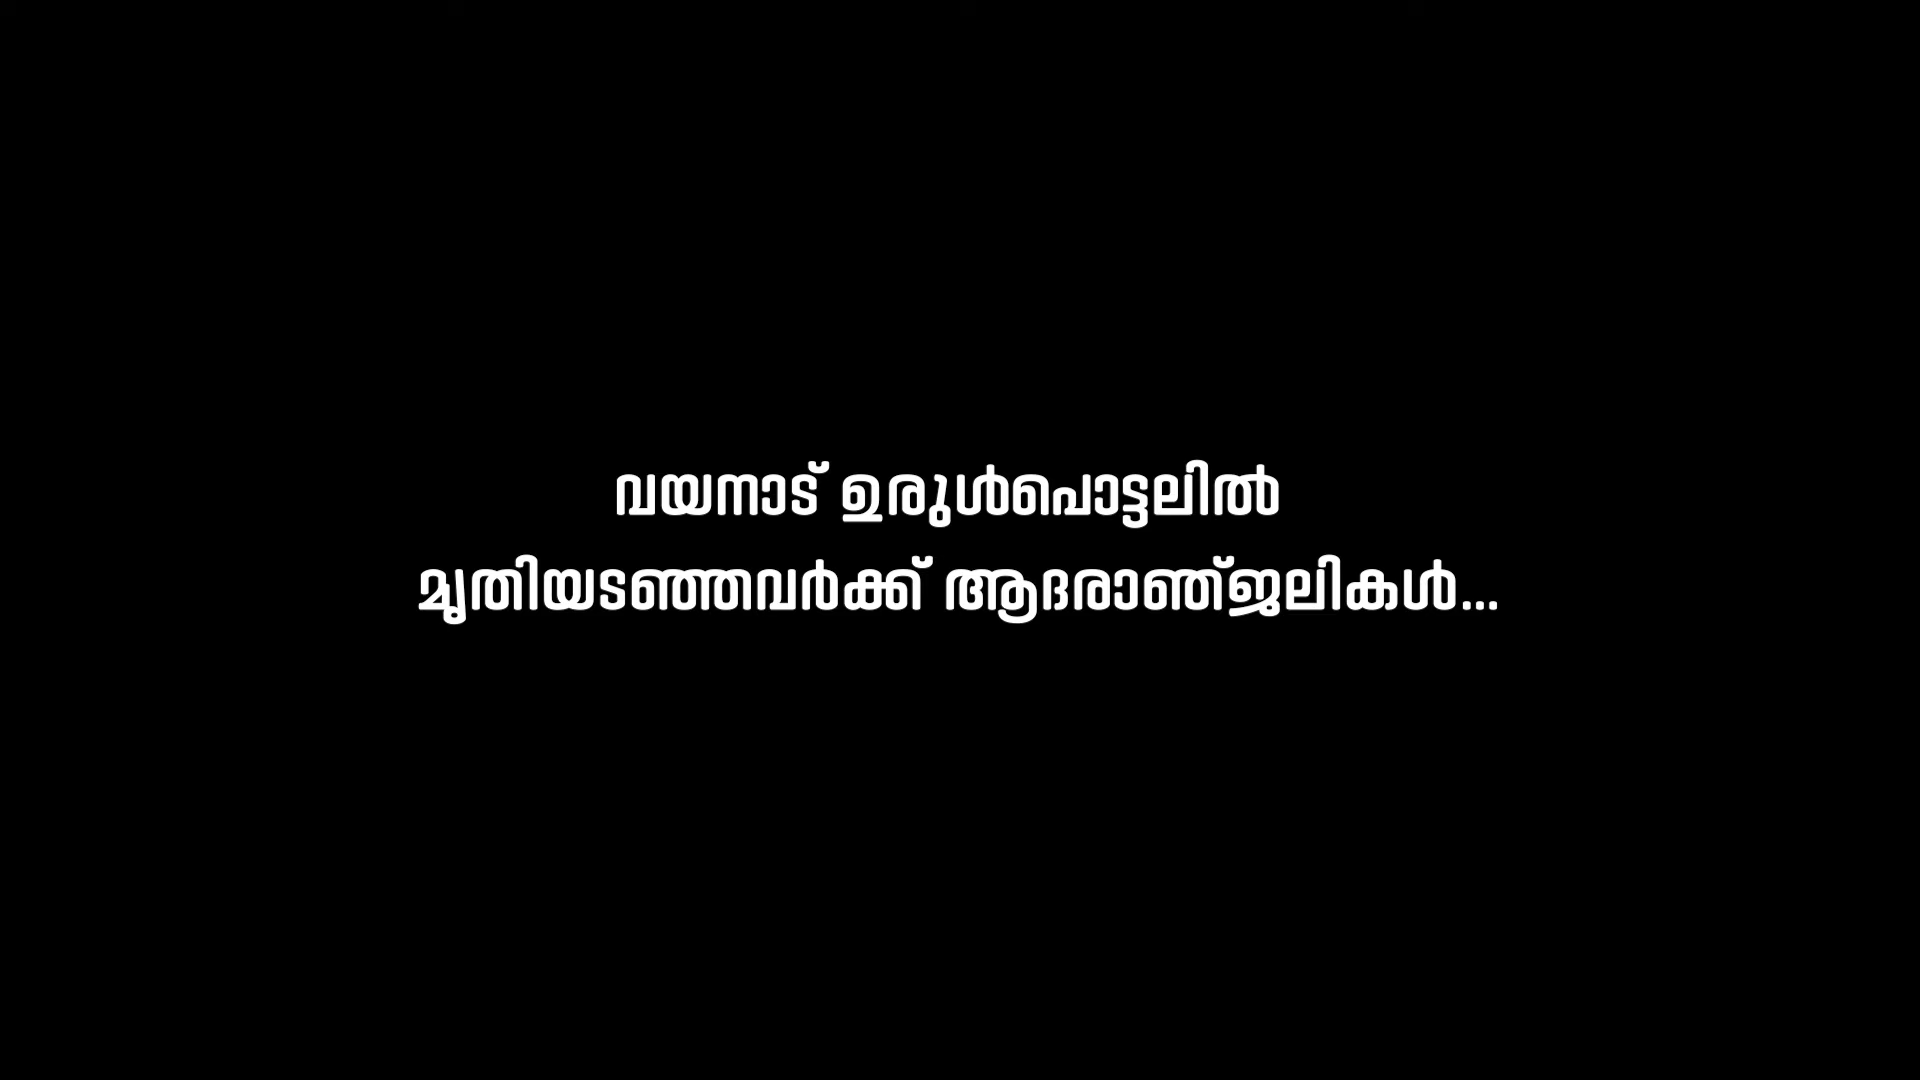 വയനാട് ഉരുൾപൊട്ടലിൽ
മൃതിയടഞ്ഞവർക്ക് ആദരാഞ്ജലികൾ...